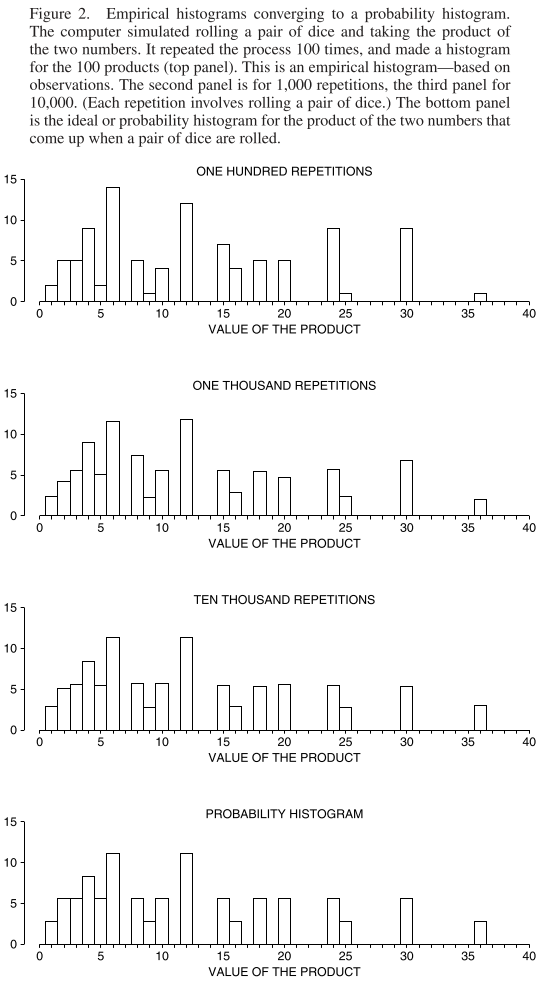 Figure 2. Empirical histograms converging to a probability histogram.
The computer simulated rolling a pair of dice and taking the product of
the two numbers. It repeated the process 100 times, and made a histogram
for the 100 products (top panel). This is an empirical histogram—based on
observations. The second panel is for 1,000 repetitions, the third panel for
10,000. (Each repetition involves rolling a pair of dice.) The bottom panel
is the ideal or probability histogram for the product of the two numbers that
come up when a pair of dice are rolled.
ONE HUNDRED REPETITIONS
15
10
5
0
0 5 10 15 20 25 30 35 40
VALUE OF THE PRODUCT
ONE THOUSAND REPETITIONS
15
10
5
0
0 5 10 15 20 25 30 35 40
VALUE OF THE PRODUCT
TEN THOUSAND REPETITIONS
15
10
5
0
0 5 10 15 20 25 30 35 40
VALUE OF THE PRODUCT
PROBABILITY HISTOGRAM
15
10
5
0
0 5 10 15 20 25 30 35 40
VALUE OF THE PRODUCT